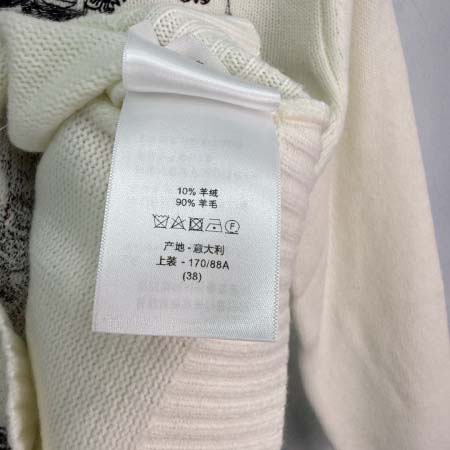 10% 羊绒
90% 羊毛
F
产地 - 意大利
上装 - 170/88A
(38)